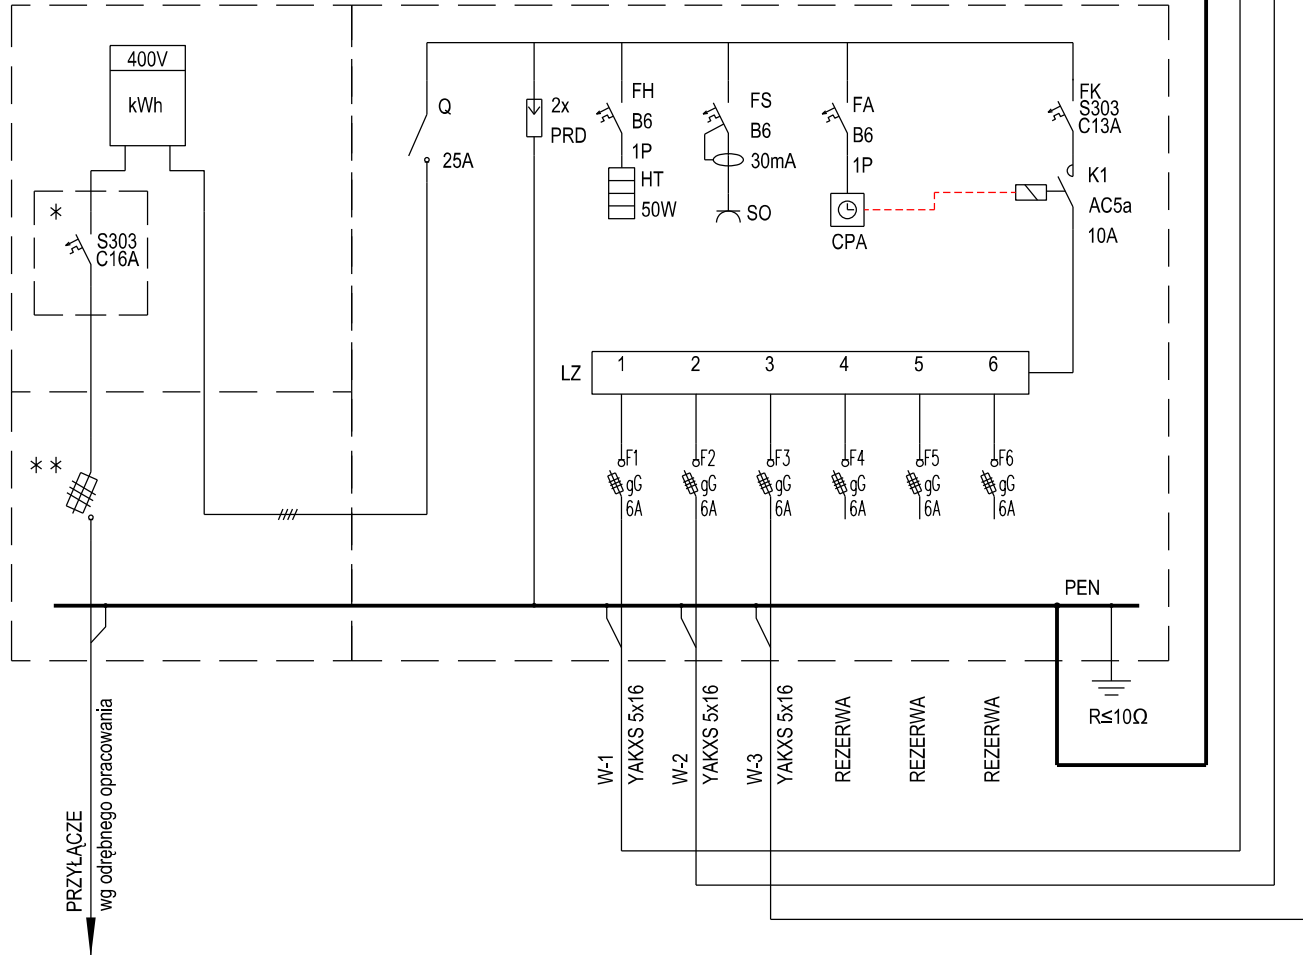 400V
kWh
*
S303
C16A
**
Q
25A
2x
PRD
FH
B6
1P
HT
50W
FS
B6
30mA
SO
FA
B6
1P
CPA
FK
S303
C13A
K1
AC5a
10A
LZ
1 2 3 4 5 6
F1
gG
6A
F2
gG
6A
F3
gG
6A
F4
gG
6A
F5
gG
6A
F6
gG
6A
PEN
R≤10Ω
W-1
YAKXS 5x16
W-2
YAKXS 5x16
W-3
YAKXS 5x16
REZERWA
REZERWA
REZERWA
PRZYŁĄCZE
wg odrębnego opracowania